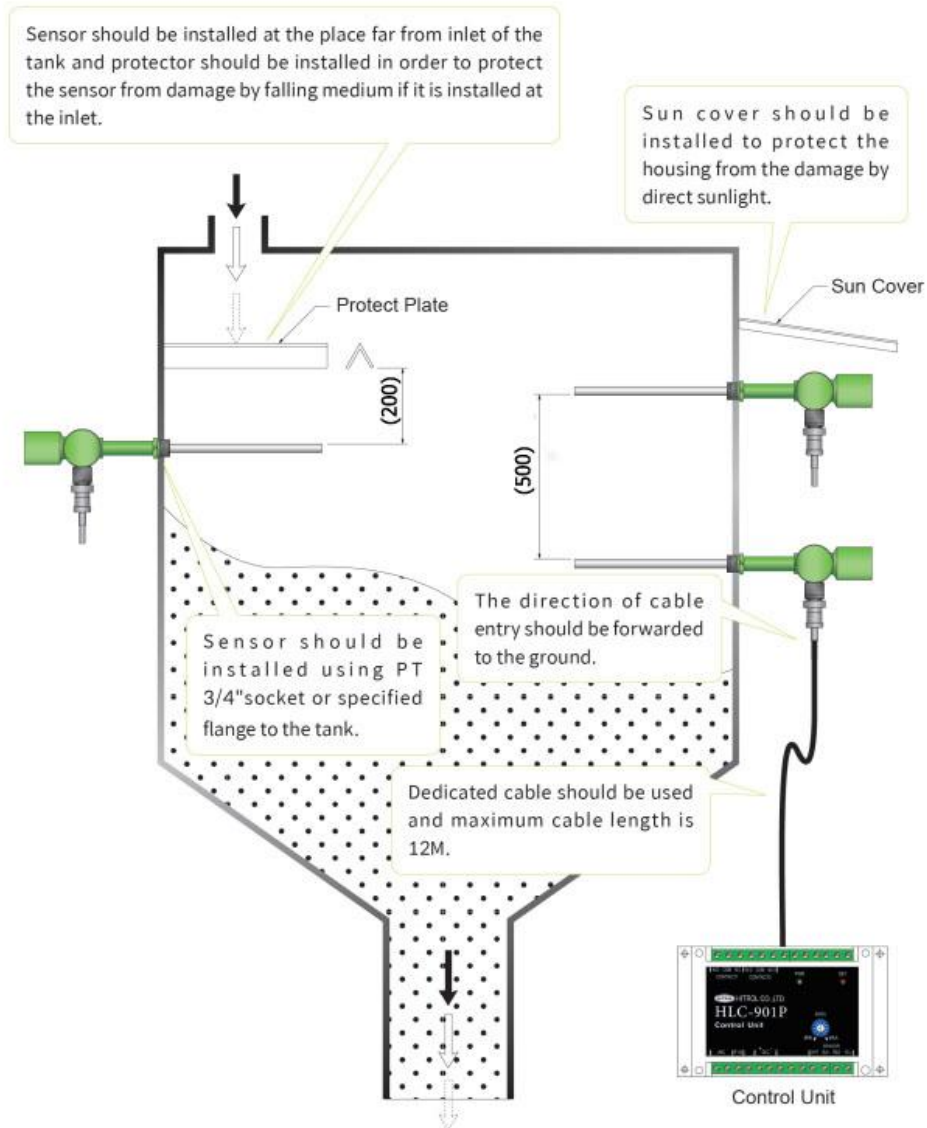 Sensor should be installed at the place far from inlet of the
tank and protector should be installed in order to protect
the sensor from damage by falling medium if it is installed at
the inlet.
Sun cover should be
installed to protect the
housing from the damage by
direct sunlight.
Sun Cover
Protect Plate
(200)
(500)
The direction of cable
entry should be forwarded
to the ground.
Sensor should be
installed using PT
3/4"socket or specified
flange to the tank.
Dedicated cable should be used
and maximum cable length is
12M.
HITROL CO.,LTD
HLC-901P
Control Unit
Control Unit